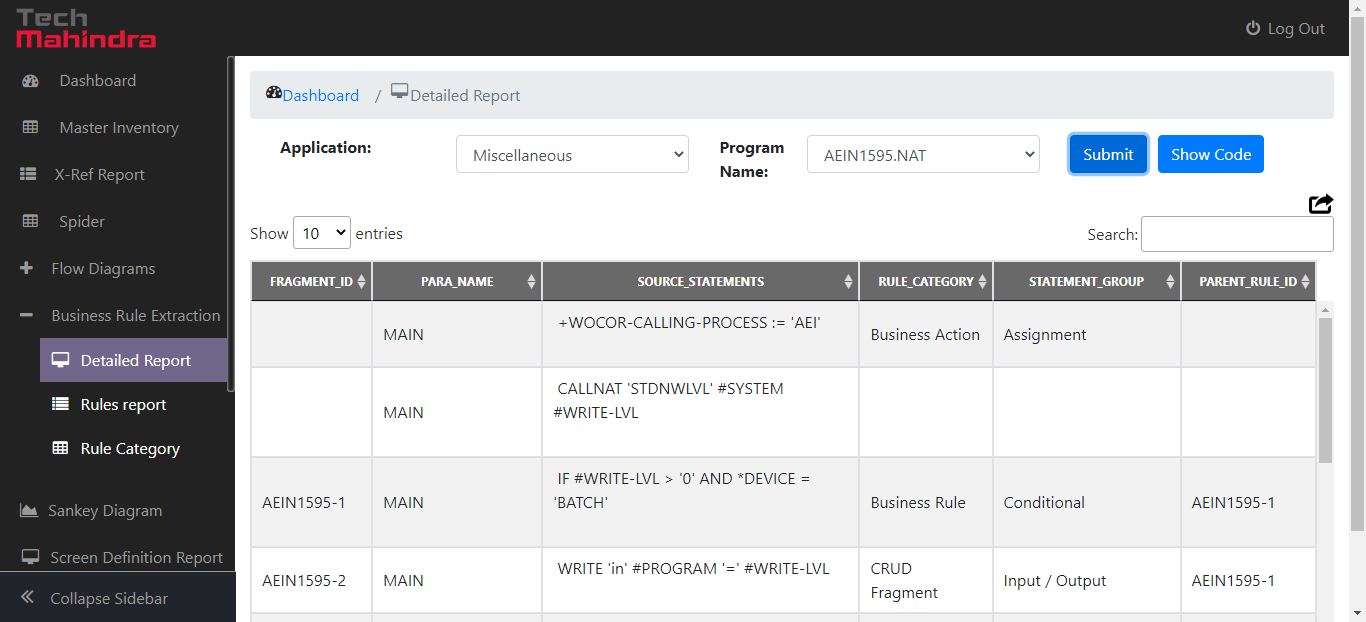 Tech
Mahindra
Log Out
Dashboard
Master Inventory
X-Ref Report
Spider
Flow Diagrams
Business Rule Extraction
Detailed Report
Rules report
Rule Category
Sankey Diagram
Screen Definition Report
Collapse Sidebar
Dashboard / Detailed Report
Application: Miscellaneous Program Name: AEIN1595.NAT Submit Show Code
Show 10 entries Search:
FRAGMENT_ID PARA_NAME SOURCE_STATEMENTS RULE_CATEGORY STATEMENT_GROUP PARENT_RULE_ID
MAIN +WOCOR-CALLING-PROCESS := 'AEI' Business Action Assignment
MAIN CALLNAT 'STDNWLVL' #SYSTEM
#WRITE-LVL
AEIN1595-1 MAIN IF #WRITE-LVL > '0' AND *DEVICE =
'BATCH' Business Rule Conditional AEIN1595-1
AEIN1595-2 MAIN WRITE 'in' #PROGRAM '=' #WRITE-LVL CRUD
Fragment Input / Output AEIN1595-1